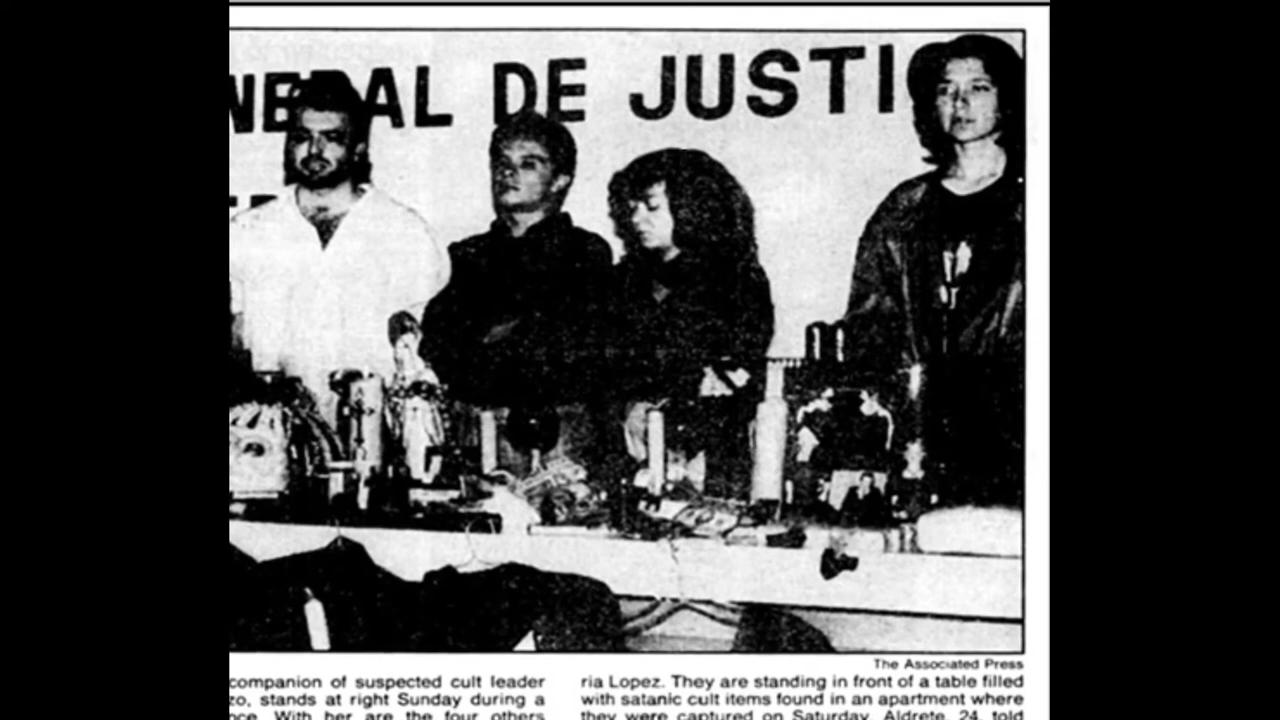 NERAL DE JUSTI
The Associated Press
companion of suspected cult leader
zo, stands at right Sunday during a
nce. With her are the four others
ria Lopez. They are standing in front of a table filled
with satanic cult items found in an apartment where
they were captured on Saturday. Aldrete, 24, told